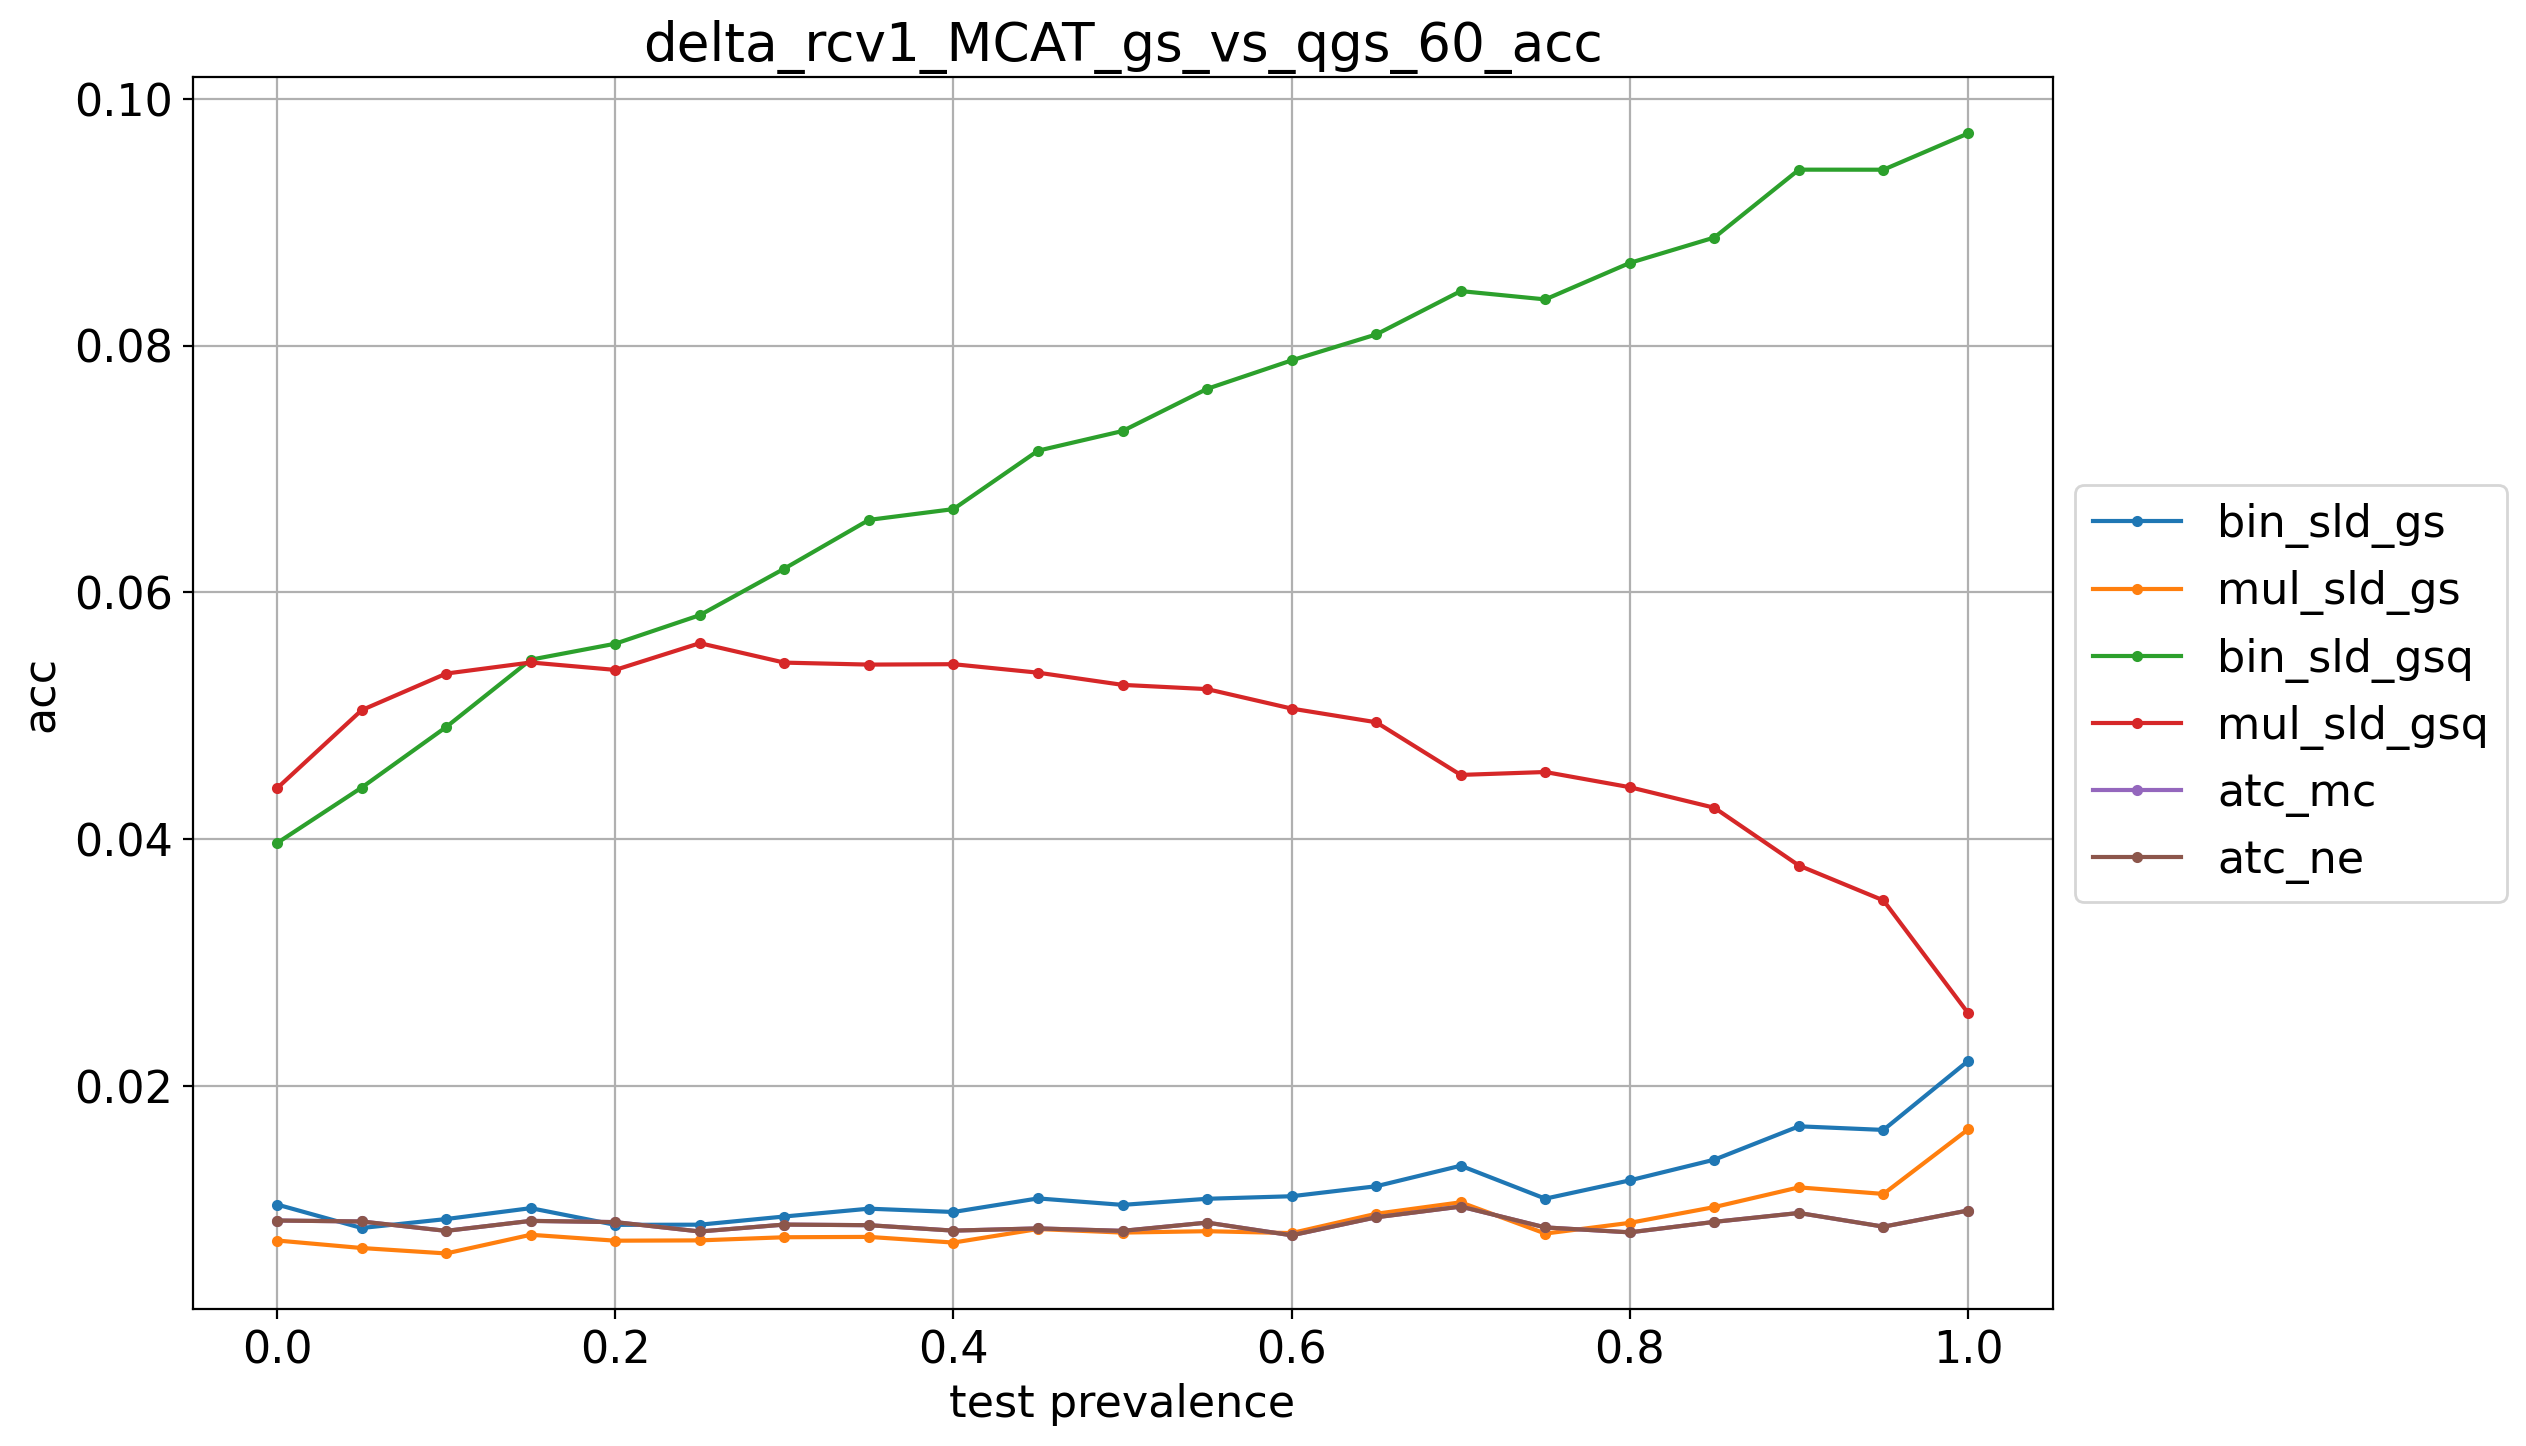 delta_rcv1_MCAT_gs_vs_qgs_60_acc
0.10
0.08
0.06
0.04
0.02
acc
0.0 0.2 0.4 0.6 0.8 1.0
test prevalence
bin_sld_gs
mul_sld_gs
bin_sld_gsq
mul_sld_gsq
atc_mc
atc_ne